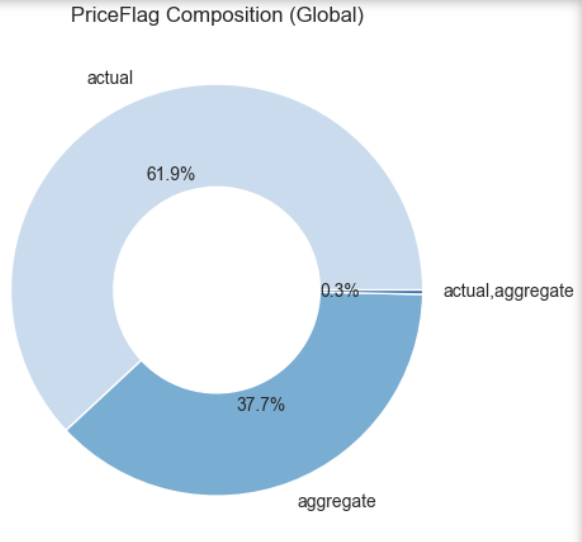 PriceFlag Composition (Global)
actual
61.9%
0.3%
actual,aggregate
37.7%
aggregate